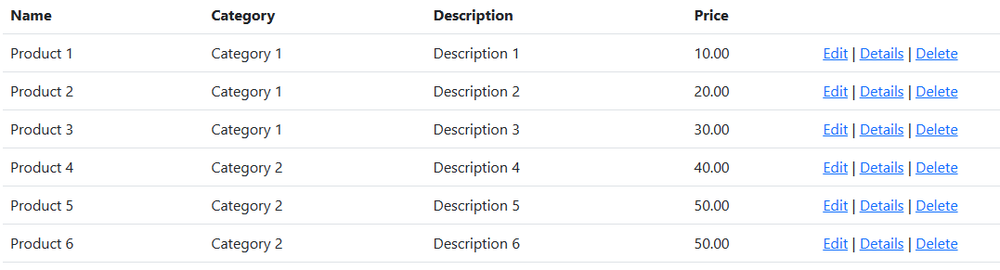 Name Category Description Price
Product 1 Category 1 Description 1 10.00 Edit | Details | Delete
Product 2 Category 1 Description 2 20.00 Edit | Details | Delete
Product 3 Category 1 Description 3 30.00 Edit | Details | Delete
Product 4 Category 2 Description 4 40.00 Edit | Details | Delete
Product 5 Category 2 Description 5 50.00 Edit | Details | Delete
Product 6 Category 2 Description 6 50.00 Edit | Details | Delete